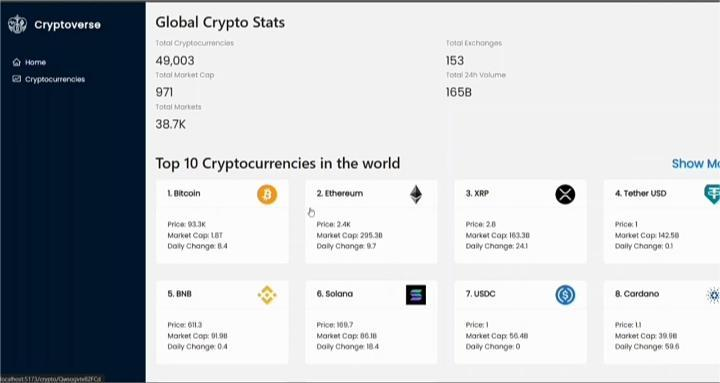 Cryptoverse
Home
Cryptocurrencies
Global Crypto Stats
Total Cryptocurrencies
49,003
Total Exchanges
153
Total Market Cap
971
Total 24h Volume
165B
Total Markets
38.7K
Top 10 Cryptocurrencies in the world
Show Mo
1. Bitcoin
Price: 93.3K
Market Cap: 1.8T
Daily Change: 8.4
2. Ethereum
Price: 2.4K
Market Cap: 295.3B
Daily Change: 9.7
3. XRP
Price: 2.8
Market Cap: 163.3B
Daily Change: 24.1
4. Tether USD
Price: 1
Market Cap: 142.5B
Daily Change: 0.1
5. BNB
Price: 611.3
Market Cap: 91.9B
Daily Change: 0.4
6. Solana
Price: 169.7
Market Cap: 86.1B
Daily Change: 18.4
7. USDC
Price: 1
Market Cap: 56.4B
Daily Change: 0
8. Cardano
Price: 1.1
Market Cap: 39.9B
Daily Change: 59.6